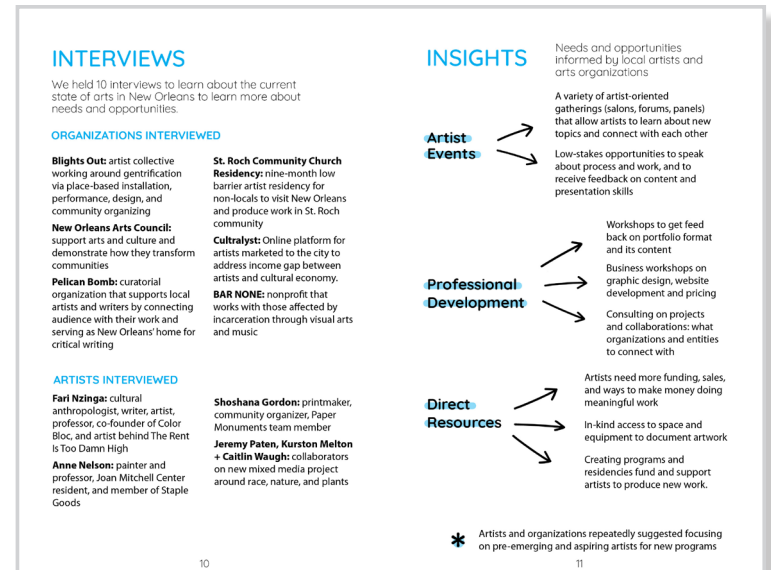 INTERVIEWS
We held 10 interviews to learn about the current
state of arts in New Orleans to learn more about
needs and opportunities.
ORGANIZATIONS INTERVIEWED
Blights Out: artist collective
working around gentrification
via place-based installation,
performance, design, and
community organizing
New Orleans Arts Council:
support arts and culture and
demonstrate how they transform
communities
Pelican Bomb: curatorial
organization that supports local
artists and writers by connecting
audience with their work and
serving as New Orleans' home for
critical writing
St. Roch Community Church
Residency: nine-month low
barrier artist residency for
non-locals to visit New Orleans
and produce work in St. Roch
community
Cultralyst: Online platform for
artists marketed to the city to
address income gap between
artists and cultural economy.
BAR NONE: nonprofit that
works with those affected by
incarceration through visual arts
and music
ARTISTS INTERVIEWED
Fari Nzinga: cultural
anthropologist, writer, artist,
professor, co-founder of Color
Bloc, and artist behind The Rent
Is Too Damn High
Anne Nelson: painter and
professor, Joan Mitchell Center
resident, and member of Staple
Goods
Shoshana Gordon: printmaker,
community organizer, Paper
Monuments team member
Jeremy Paten, Kurston Melton
+ Caitlin Waugh: collaborators
on new mixed media project
around race, nature, and plants
10
INSIGHTS
Needs and opportunities
informed by local artists and
arts organizations
Artist
Events
A variety of artist-oriented
gatherings (salons, forums, panels)
that allow artists to learn about new
topics and connect with each other
Low-stakes opportunities to speak
about process and work, and to
receive feedback on content and
presentation skills
Professional
Development
Workshops to get feed
back on portfolio format
and its content
Business workshops on
graphic design, website
development and pricing
Consulting on projects
and collaborations: what
organizations and entities
to connect with
Direct
Resources
Artists need more funding, sales,
and ways to make money doing
meaningful work
In-kind access to space and
equipment to document artwork
Creating programs and
residencies fund and support
artists to produce new work.
* Artists and organizations repeatedly suggested focusing
on pre-emerging and aspiring artists for new programs
11